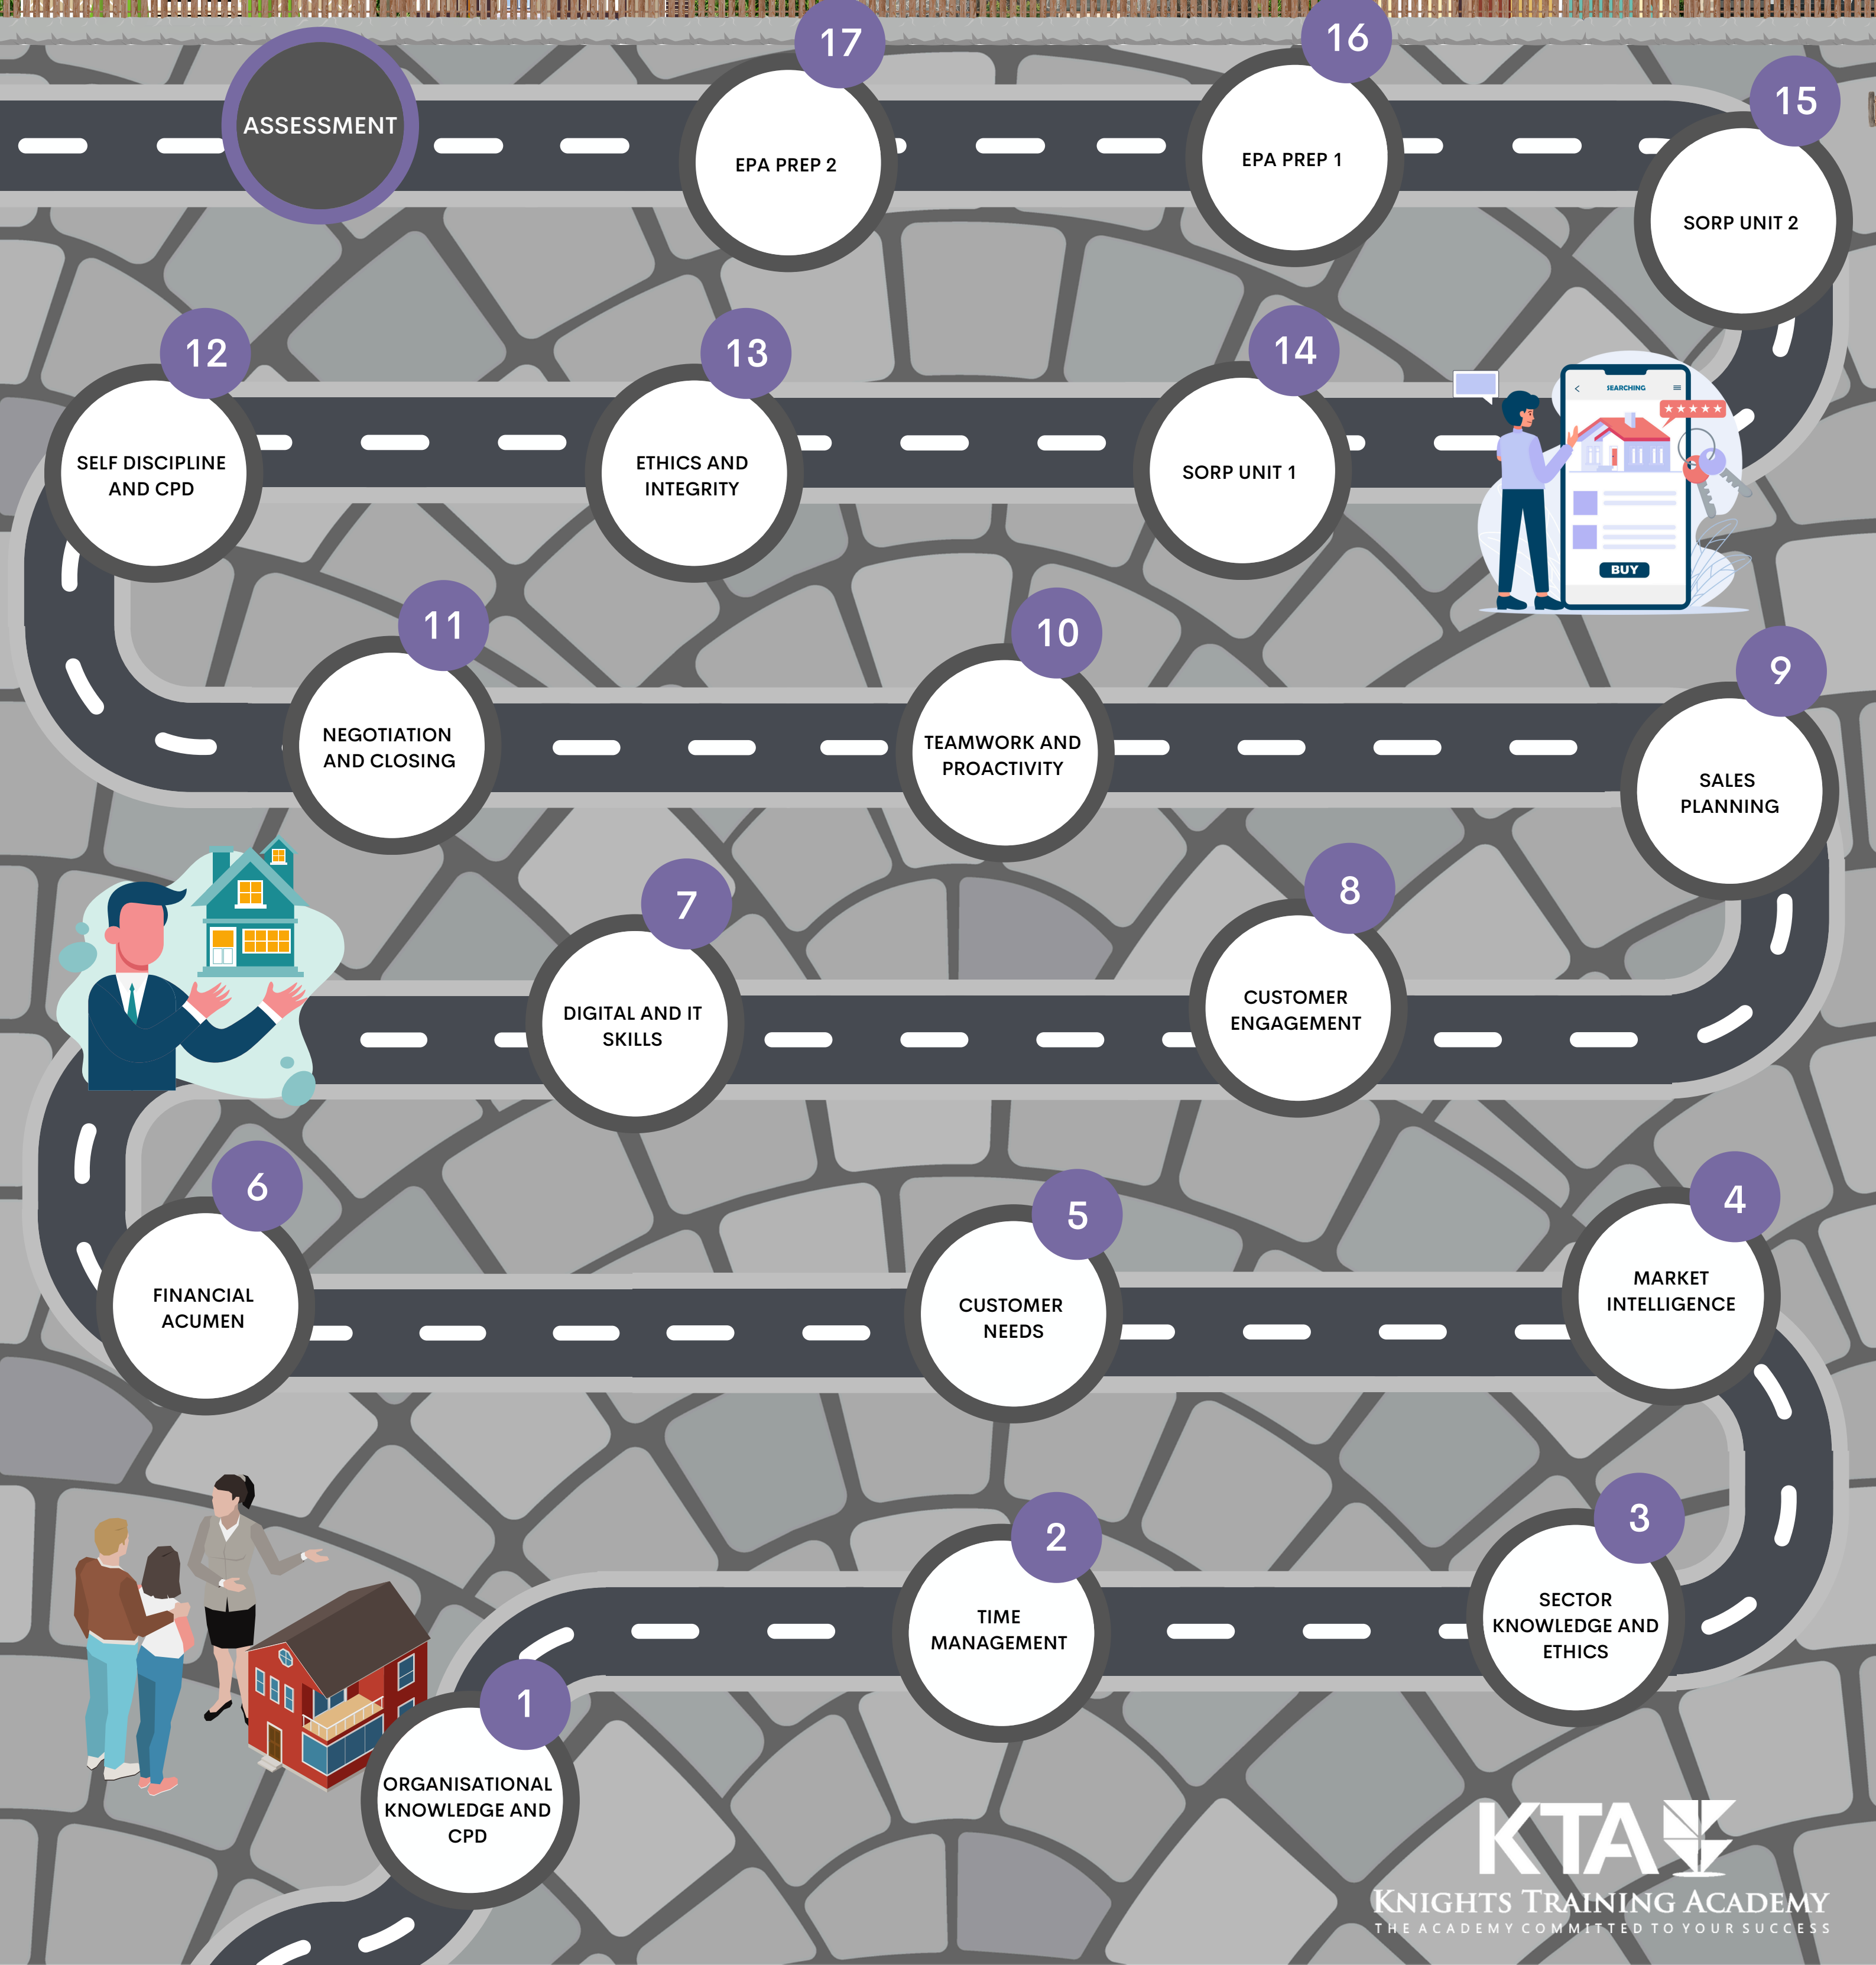 17
16
15
ASSESSMENT
EPA PREP 2
EPA PREP 1
SORP UNIT 2
12
13
14
SELF DISCIPLINE
AND CPD
ETHICS AND
INTEGRITY
SORP UNIT 1
SEARCHING
BUY
11
10
9
NEGOTIATION
AND CLOSING
TEAMWORK AND
PROACTIVITY
SALES
PLANNING
7
8
DIGITAL AND IT
SKILLS
CUSTOMER
ENGAGEMENT
6
5
4
FINANCIAL
ACUMEN
CUSTOMER
NEEDS
MARKET
INTELLIGENCE
2
3
TIME
MANAGEMENT
SECTOR
KNOWLEDGE AND
ETHICS
1
ORGANISATIONAL
KNOWLEDGE AND
CPD
KTA
KNIGHTS TRAINING ACADEMY
THE ACADEMY COMMITTED TO YOUR SUCCESS